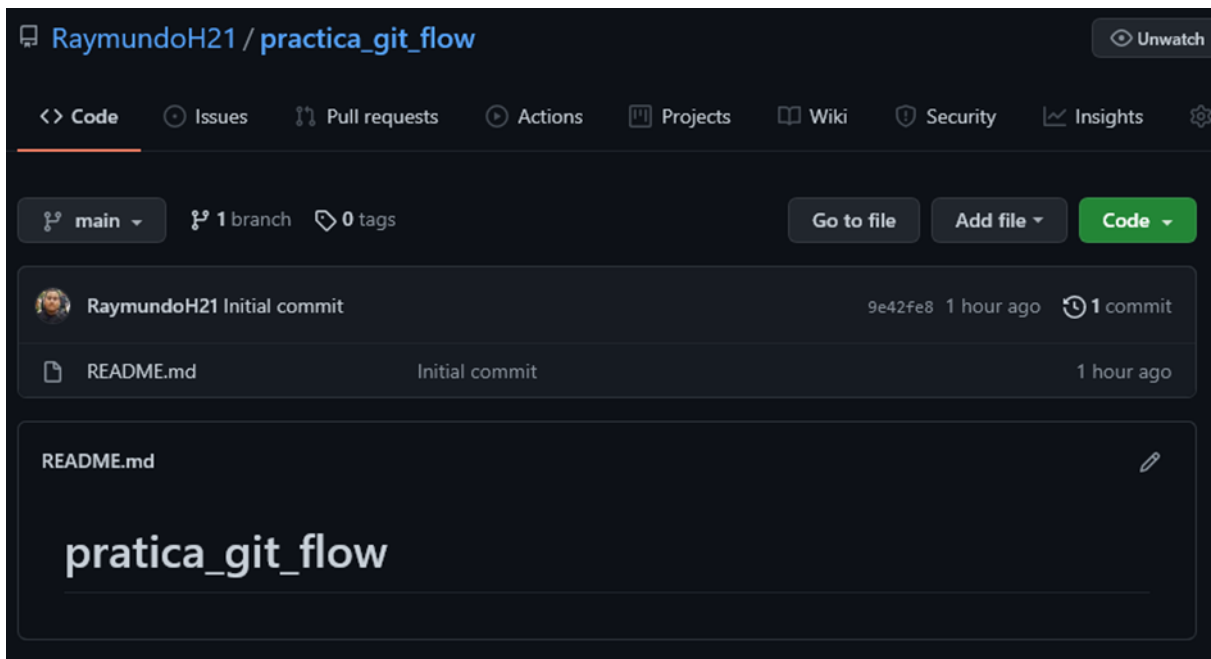 RaymundoH21 / practica_git_flow
Unwatch
<> Code Issues Pull requests Actions Projects Wiki Security Insights
main 1 branch 0 tags Go to file Add file Code
RaymundoH21 Initial commit 9e42fe8 1 hour ago 1 commit
README.md Initial commit 1 hour ago
README.md
pratica_git_flow